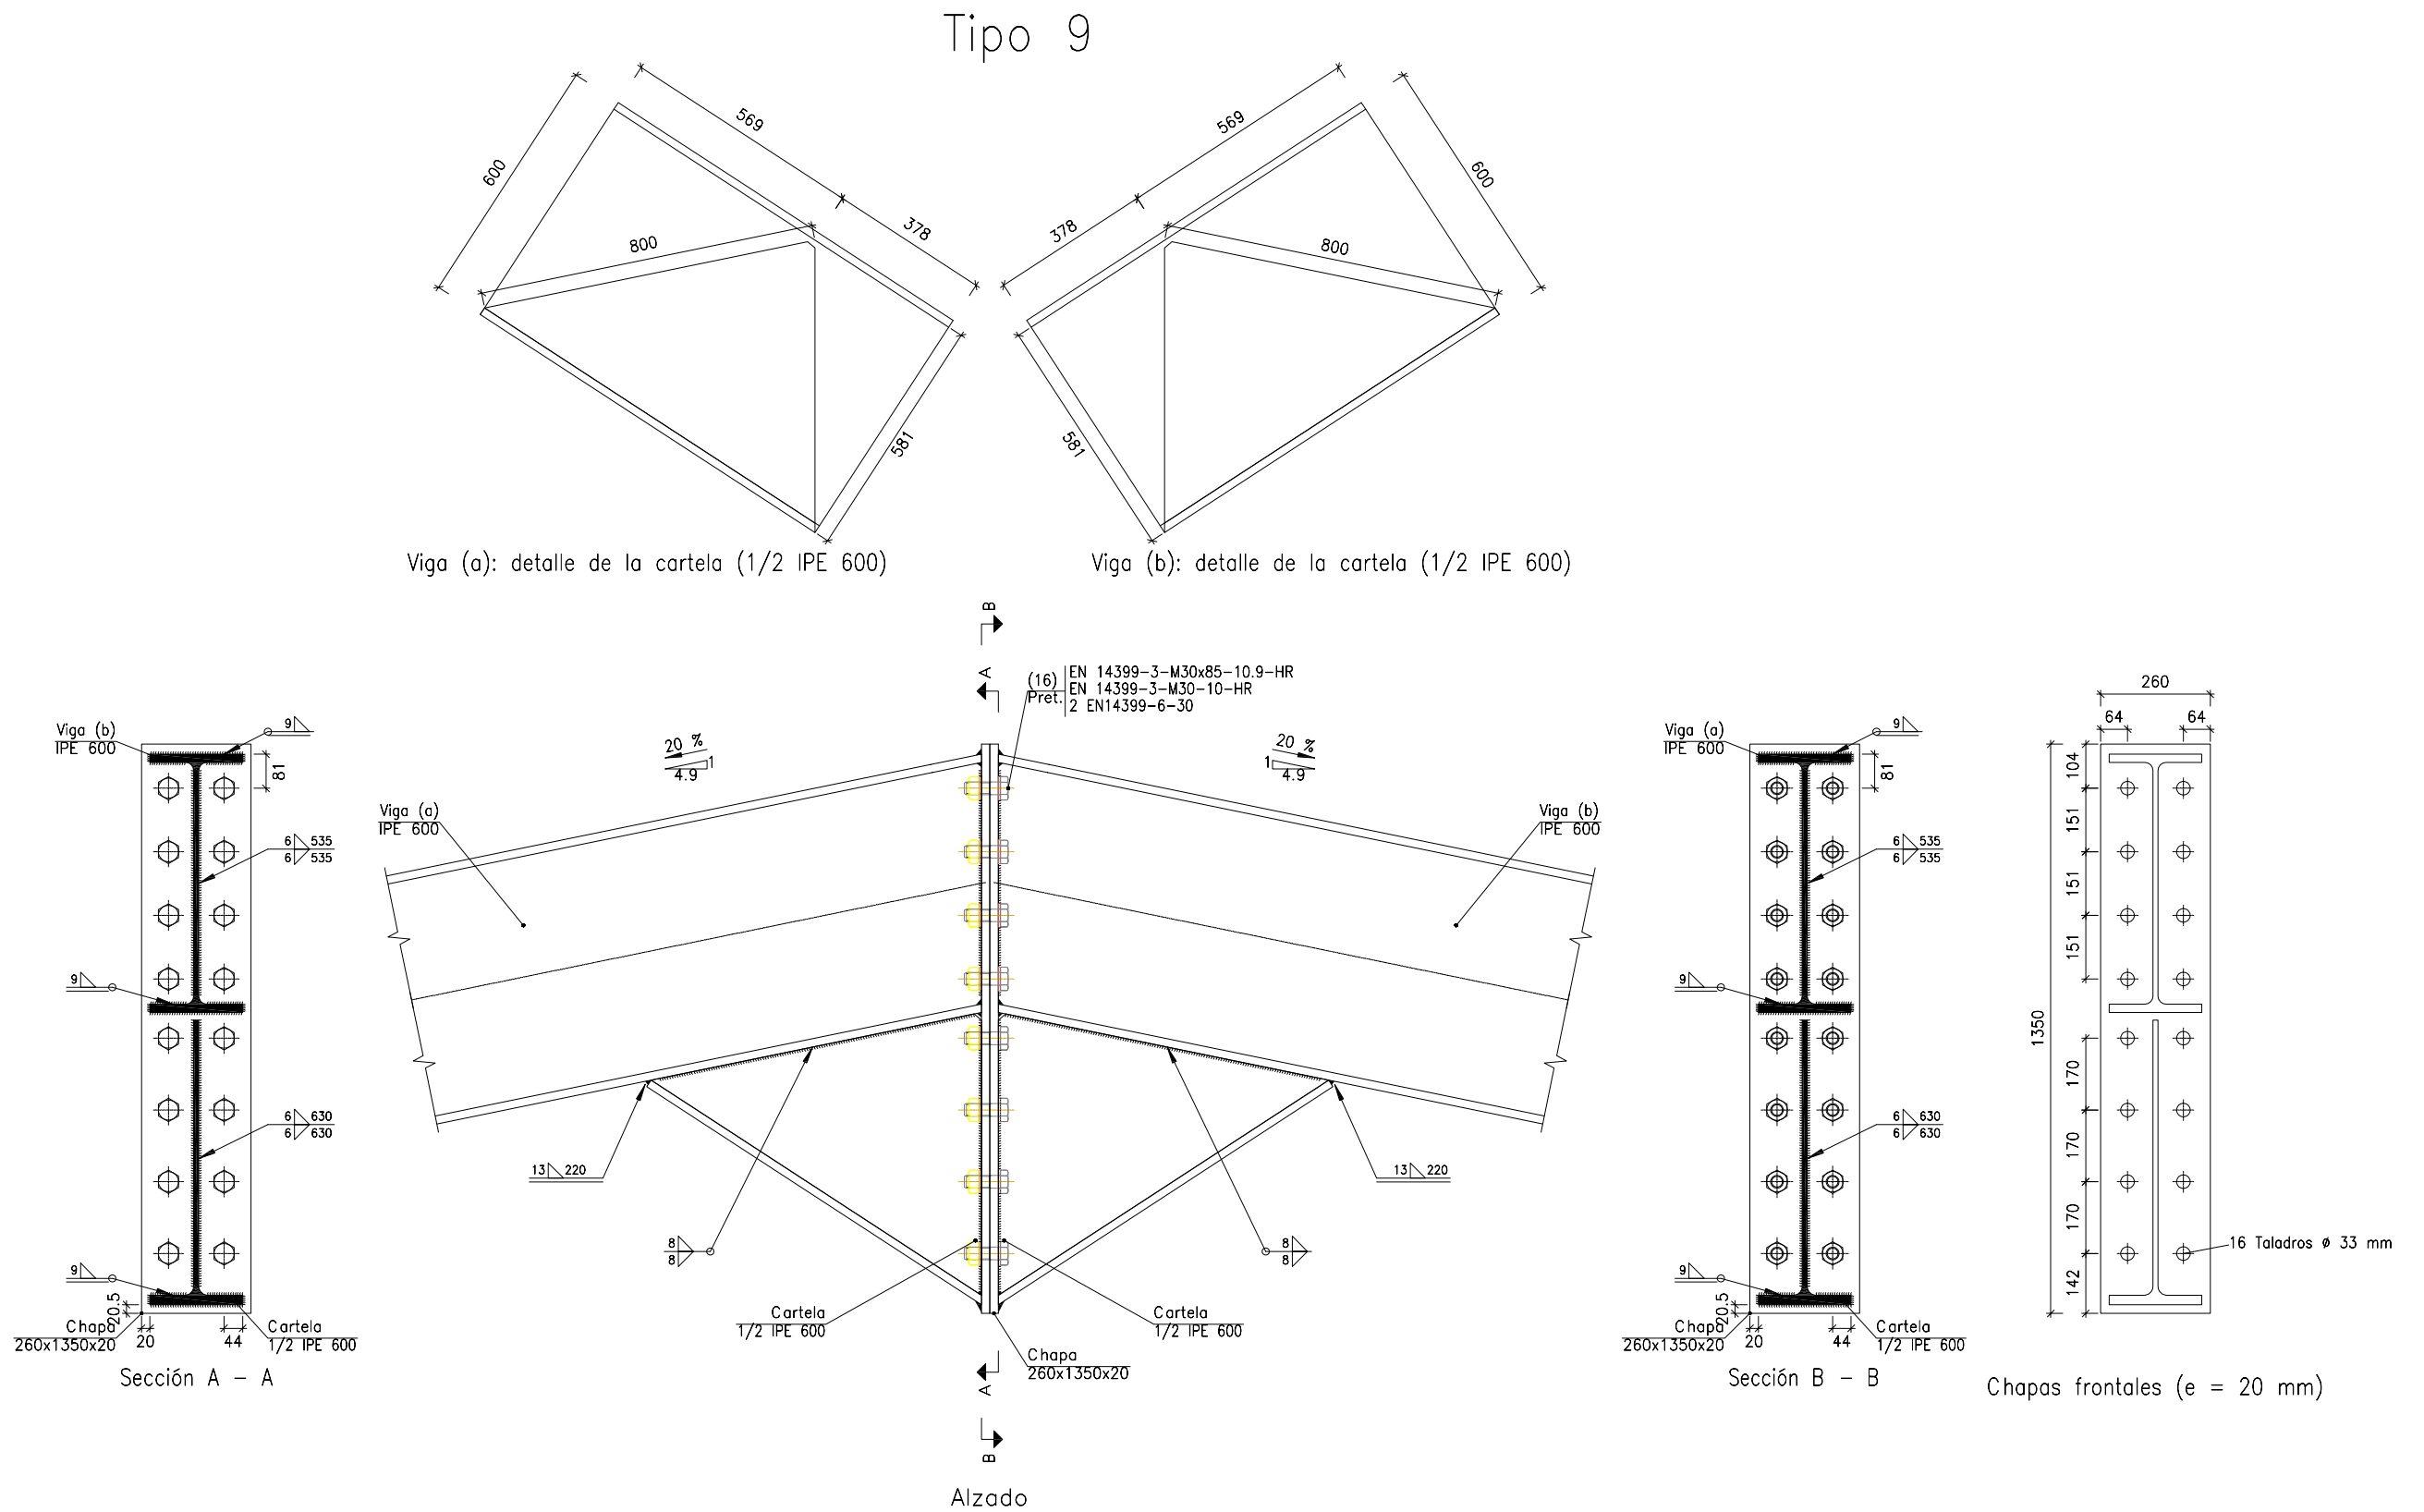 Tipo 9
569
378
600
800
581
569
378
600
800
581
Viga (a): detalle de la cartela (1/2 IPE 600)
Viga (b): detalle de la cartela (1/2 IPE 600)
Viga (b)
IPE 600
9
81
6 535
6 535
9
6 630
6 630
9
20.5
Chapa
260x1350x20
20
44
Cartela
1/2 IPE 600
Sección A - A
B
A
(16)
Pret.
EN 14399-3-M30x85-10.9-HR
EN 14399-3-M30-10-HR
2 EN14399-6-30
20 %
1
4.9
20 %
1
4.9
Viga (a)
IPE 600
Viga (b)
IPE 600
13 220
13 220
8
8
8
8
Cartela
1/2 IPE 600
Cartela
1/2 IPE 600
Chapa
260x1350x20
A
B
Alzado
Viga (a)
IPE 600
9
81
6 535
6 535
9
6 630
6 630
9
20.5
Chapa
260x1350x20
20
44
Cartela
1/2 IPE 600
Sección B - B
260
64
64
104
151
151
151
1350
170
170
170
142
16 Taladros ø 33 mm
Chapas frontales (e = 20 mm)